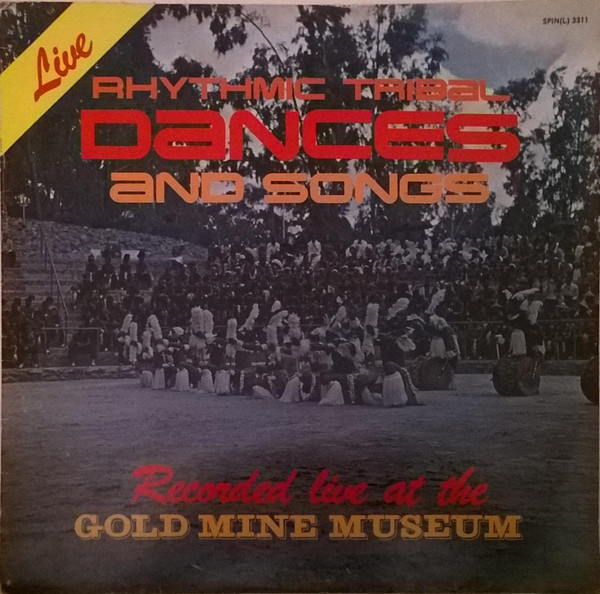 Live
SPIN(L) 3311
RHYTHMIC TRIBAL
DANCES
AND SONGS
Recorded live at the
GOLD MINE MUSEUM